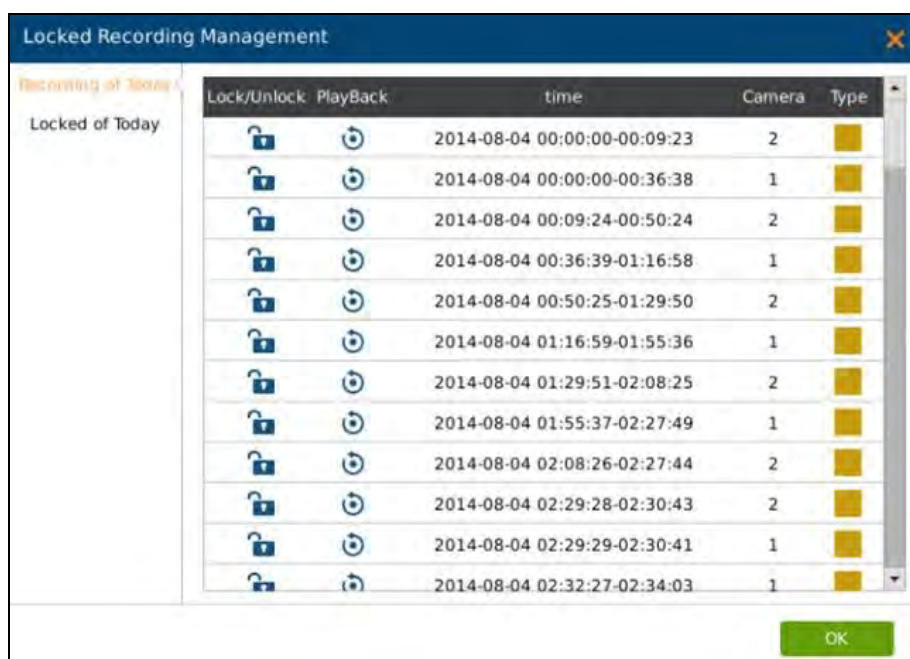 Locked Recording Management
Recording of Today
Locked of Today
Lock/Unlock PlayBack time Camera Type
2014-08-04 00:00:00-00:09:23 2
2014-08-04 00:00:00-00:36:38 1
2014-08-04 00:09:24-00:50:24 2
2014-08-04 00:36:39-01:16:58 1
2014-08-04 00:50:25-01:29:50 2
2014-08-04 01:16:59-01:55:36 1
2014-08-04 01:29:51-02:08:25 2
2014-08-04 01:55:37-02:27:49 1
2014-08-04 02:08:26-02:27:44 2
2014-08-04 02:29:28-02:30:43 2
2014-08-04 02:29:29-02:30:41 1
2014-08-04 02:32:27-02:34:03 1
OK